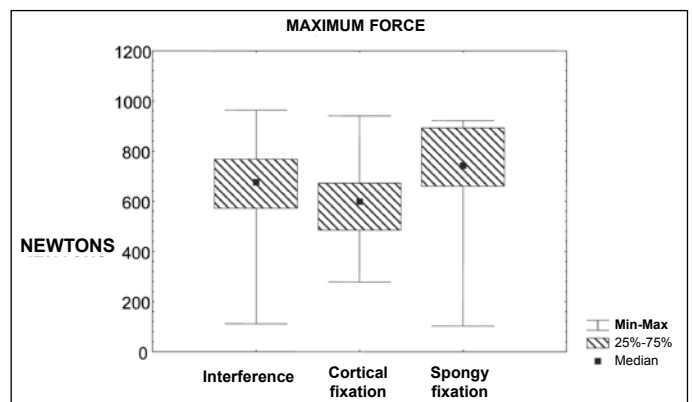 MAXIMUM FORCE
1200
1000
800
600
400
200
0
NEWTONS
Interference
Cortical
fixation
Spongy
fixation
Min-Max
25%-75%
Median